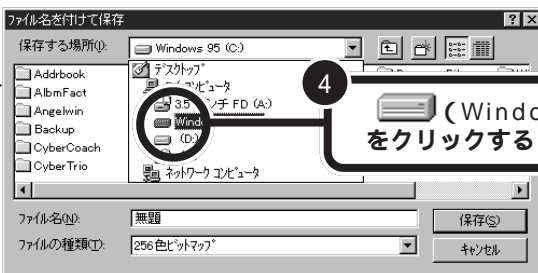 ファイル名を付けて保存
保存する場所(I):
Windows 95 (C:)
デスクトップ
Addrbook
AlbmFact
Angelwin
Backup
CyberCoach
CyberTrio
3.5
チ FD (A:)
Windo
(D:)
ネットワーク コンピュータ
4
(Windo
をクリックする
ファイル名(N):
無題
保存(S)
ファイルの種類(T):
256色ビットマップ
キャンセル